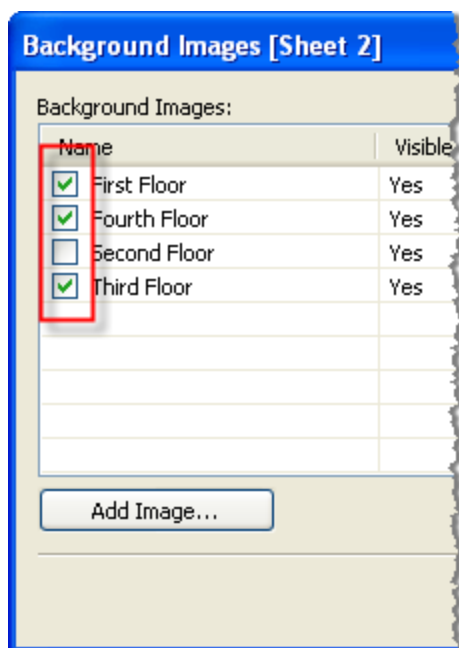 Background Images [Sheet 2]
Background Images:
Name Visible
First Floor Yes
Fourth Floor Yes
Second Floor Yes
Third Floor Yes
Add Image...